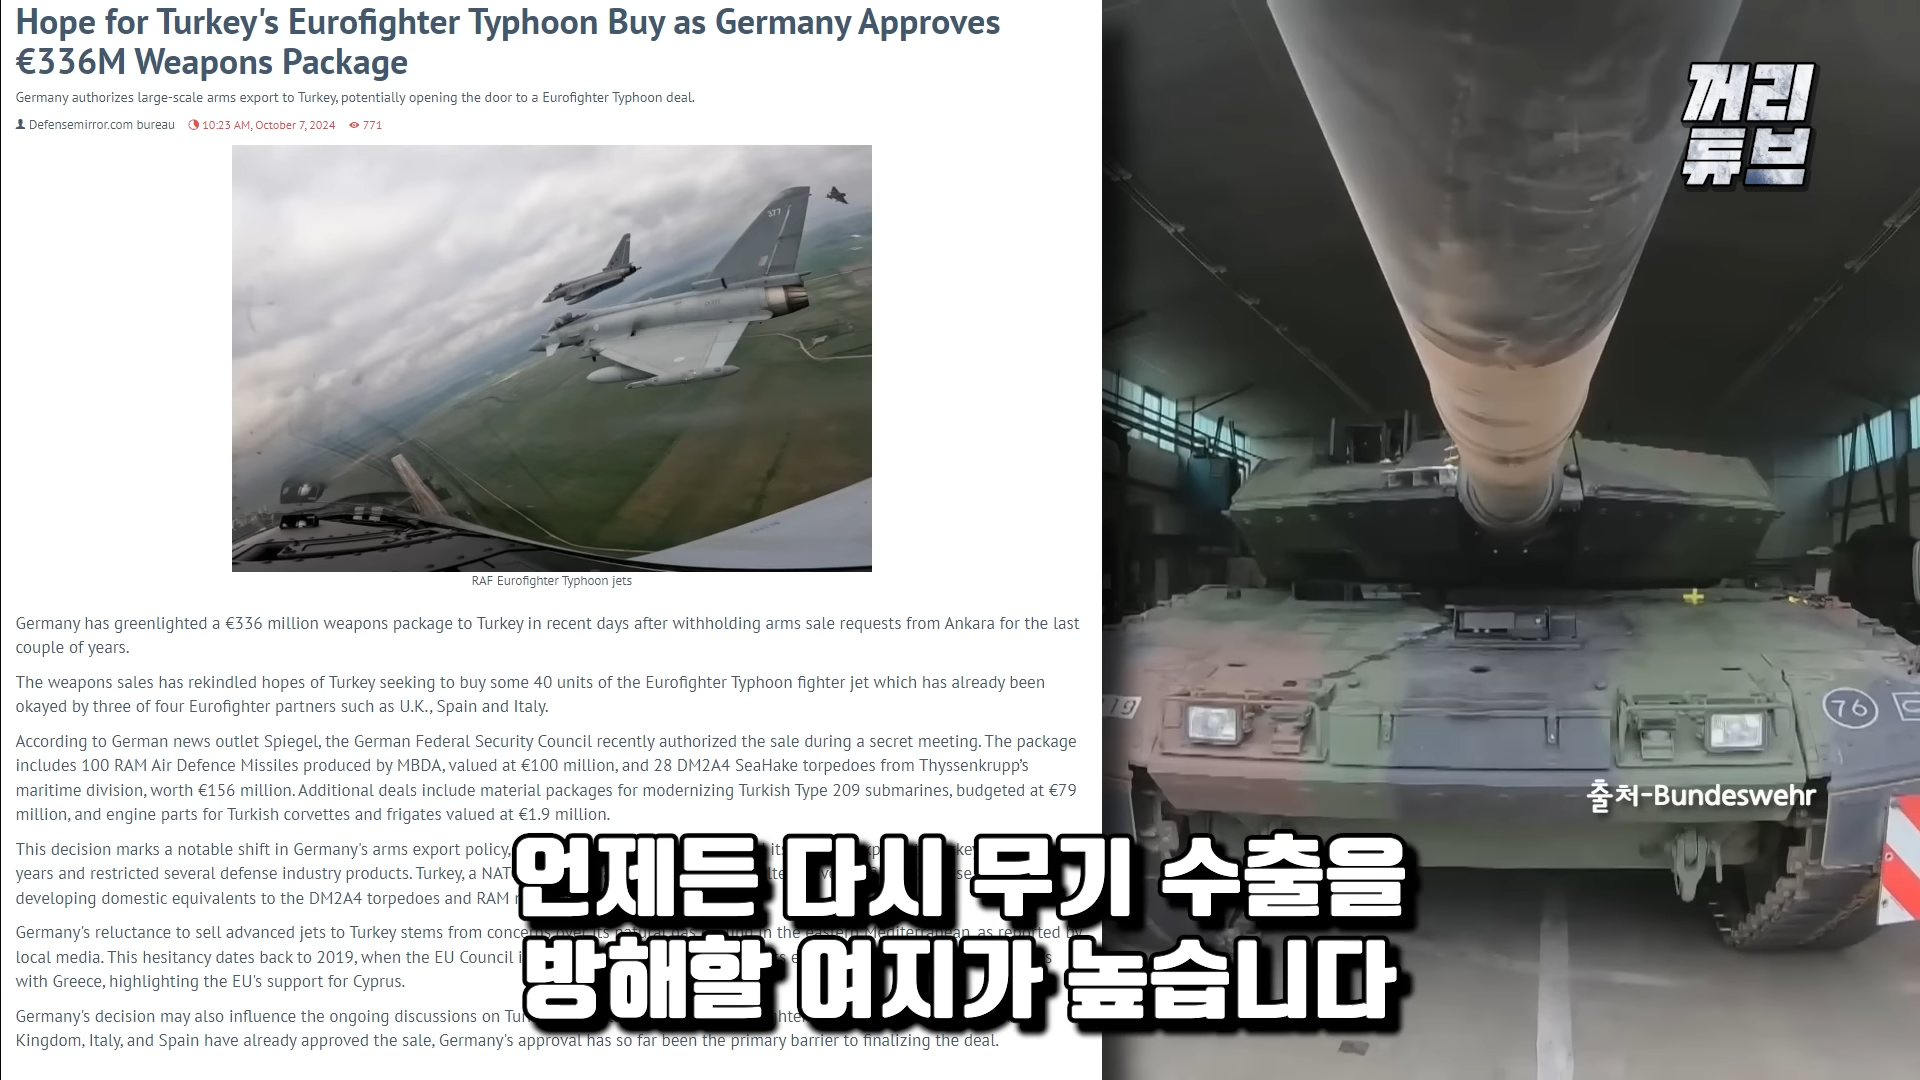 Hope for Turkey's Eurofighter Typhoon Buy as Germany Approves
€336M Weapons Package
Germany authorizes large-scale arms export to Turkey, potentially opening the door to a Eurofighter Typhoon deal.
Defensemirror.com bureau 10:23 AM, October 7, 2024 771
377
RAF Eurofighter Typhoon jets
Germany has greenlighted a €336 million weapons package to Turkey in recent days after withholding arms sale requests from Ankara for the last
couple of years.
The weapons sales has rekindled hopes of Turkey seeking to buy some 40 units of the Eurofighter Typhoon fighter jet which has already been
okayed by three of four Eurofighter partners such as U.K., Spain and Italy.
According to German news outlet Spiegel, the German Federal Security Council recently authorized the sale during a secret meeting. The package
includes 100 RAM Air Defence Missiles produced by MBDA, valued at €100 million, and 28 DM2A4 SeaHake torpedoes from Thyssenkrupp's
maritime division, worth €156 million. Additional deals include material packages for modernizing Turkish Type 209 submarines, budgeted at €79
million, and engine parts for Turkish corvettes and frigates valued at €1.9 million.
This decision marks a notable shift in Germany's arms export policy,
years and restricted several defense industry products. Turkey, a NAT
developing domestic equivalents to the DM2A4 torpedoes and RAM
Germany's reluctance to sell advanced jets to Turkey stems from concerns over its natural gas in the eastern Mediterranean, as reported by
local media. This hesitancy dates back to 2019, when the EU Council
with Greece, highlighting the EU's support for Cyprus.
Germany's decision may also influence the ongoing discussions on
Kingdom, Italy, and Spain have already approved the sale, Germany's approval has so far been the primary barrier to finalizing the deal.
꺼리
튜브
19
76
출처-Bundeswehr
언제든 다시 무기 수출을
방해할 여지가 높습니다